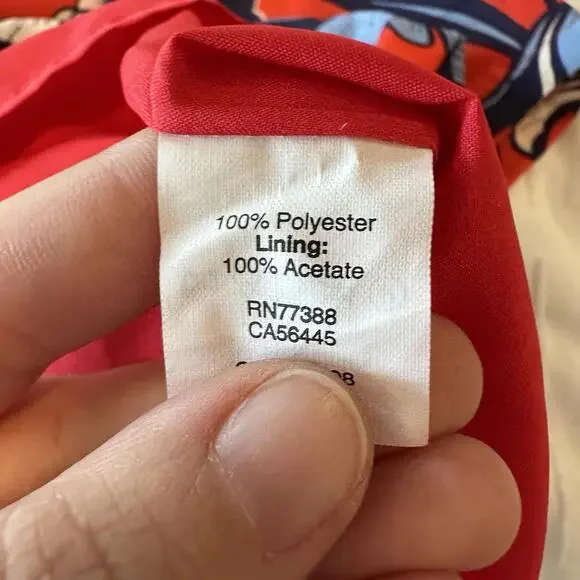 100% Polyester
Lining:
100% Acetate
RN77388
CA56445